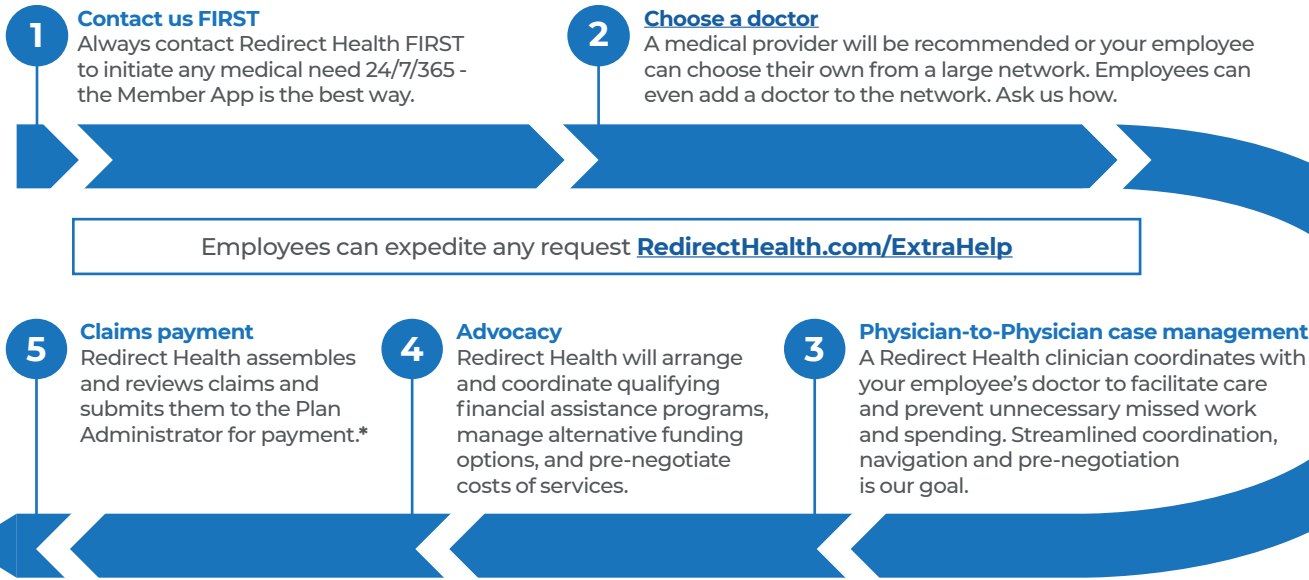 1
Contact us FIRST
Always contact Redirect Health FIRST
to initiate any medical need 24/7/365 -
the Member App is the best way.
2
Choose a doctor
A medical provider will be recommended or your employee
can choose their own from a large network. Employees can
even add a doctor to the network. Ask us how.
Employees can expedite any request RedirectHealth.com/ExtraHelp
3
Physician-to-Physician case management
A Redirect Health clinician coordinates with
your employee’s doctor to facilitate care
and prevent unnecessary missed work
and spending. Streamlined coordination,
navigation and pre-negotiation
is our goal.
4
Advocacy
Redirect Health will arrange
and coordinate qualifying
financial assistance programs,
manage alternative funding
options, and pre-negotiate
costs of services.
5
Claims payment
Redirect Health assembles
and reviews claims and
submits them to the Plan
Administrator for payment.*